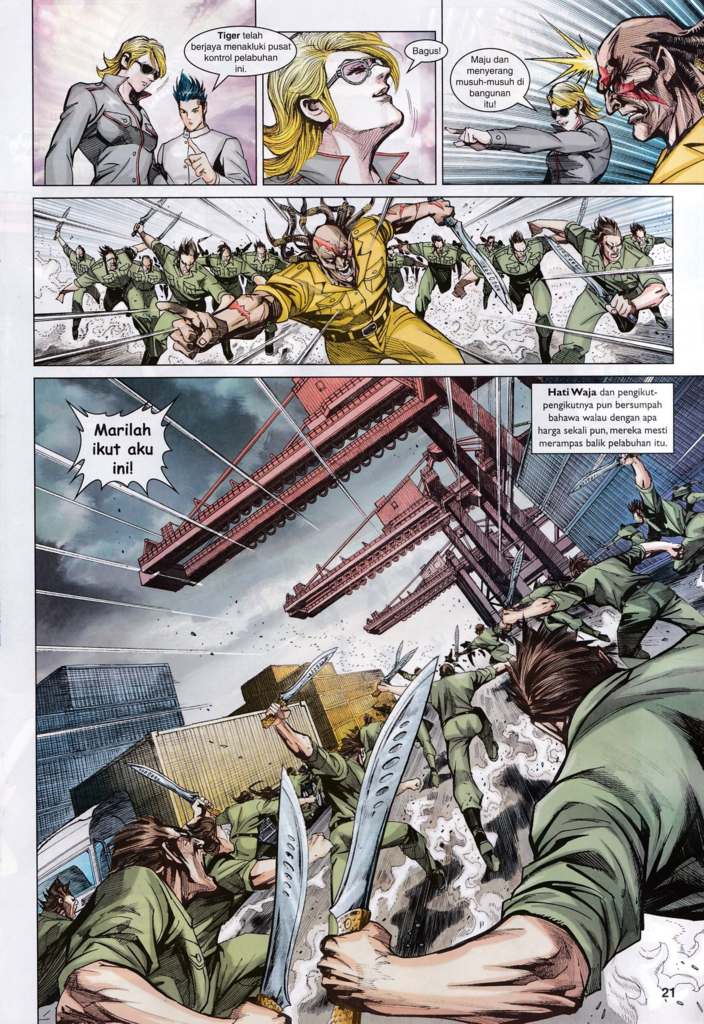 Tiger telah
berjaya menakluki pusat
kontrol pelabuhan
ini.
Bagus!
Maju dan
menyerang
musuh-musuh di
bangunan
itu!
Marilah
ikut aku
ini!
Hati Waja dan pengikut-
pengikutnya pun bersumpah
bahawa walau dengan apa
harga sekali pun, mereka mesti
merampas balik pelabuhan itu.
21